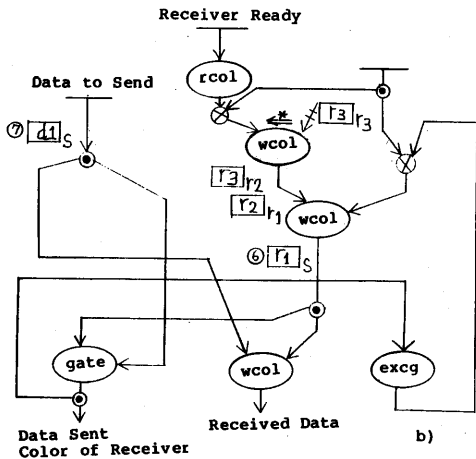 Receiver Ready
Data to Send
rcol
⑦ d1 S
*
r3 r3
wcol
r3 r2
r2 r1
wcol
⑥ r1 S
gate
wcol
excg
Data Sent
Color of Receiver
Received Data
b)